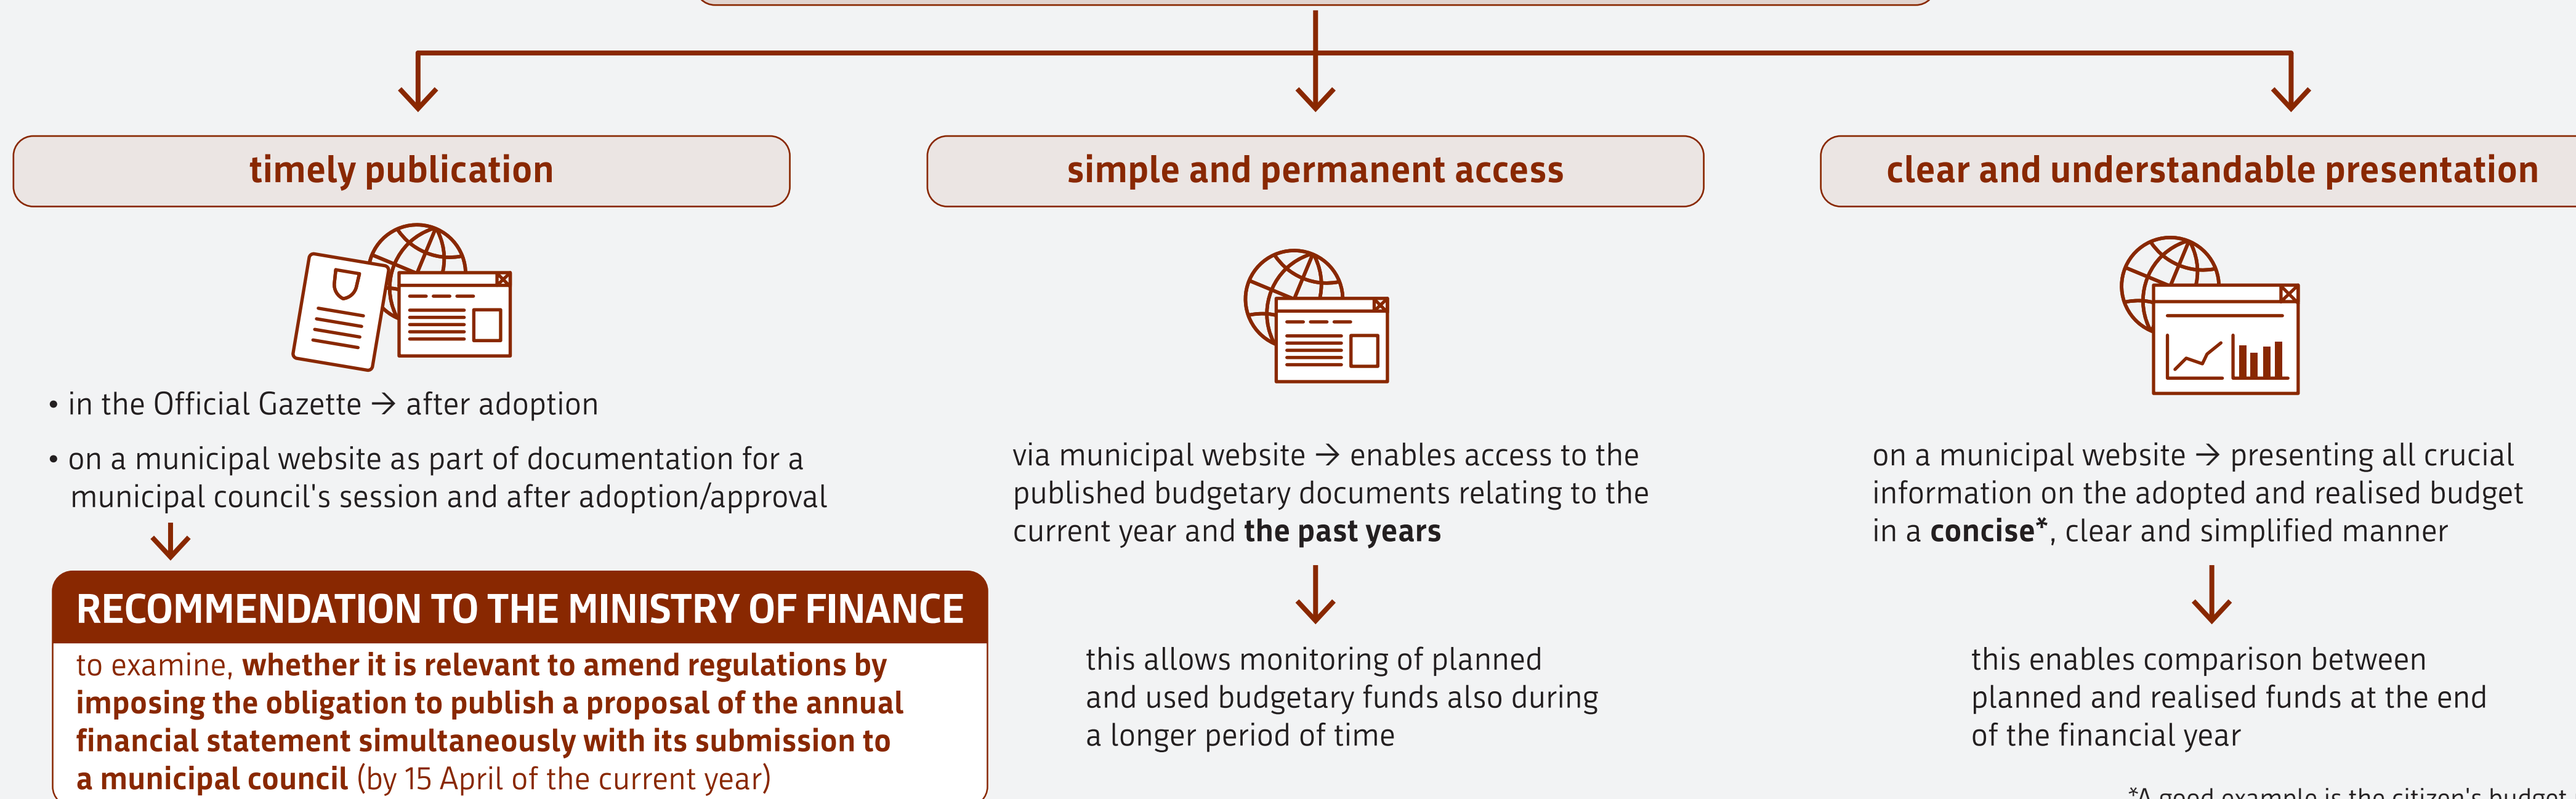 timely publication
• in the Official Gazette → after adoption
• on a municipal website as part of documentation for a
municipal council's session and after adoption/approval
RECOMMENDATION TO THE MINISTRY OF FINANCE
to examine, whether it is relevant to amend regulations by
imposing the obligation to publish a proposal of the annual
financial statement simultaneously with its submission to
a municipal council (by 15 April of the current year)
simple and permanent access
via municipal website → enables access to the
published budgetary documents relating to the
current year and the past years
this allows monitoring of planned
and used budgetary funds also during
a longer period of time
clear and understandable presentation
on a municipal website → presenting all crucial
information on the adopted and realised budget
in a concise*, clear and simplified manner
this enables comparison between
planned and realised funds at the end
of the financial year
*A good example is the citizen's budget